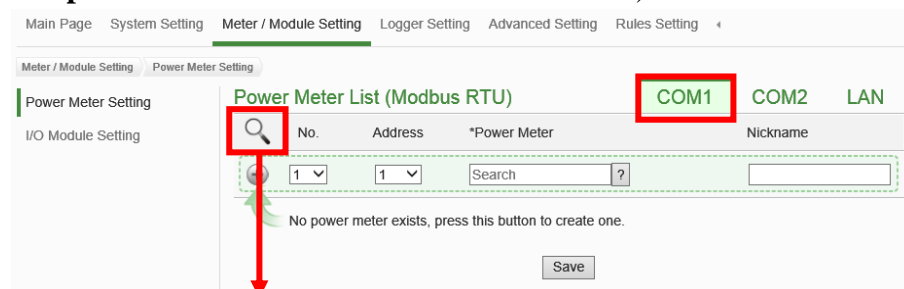 Main Page System Setting Meter / Module Setting Logger Setting Advanced Setting Rules Setting
Meter / Module Setting Power Meter Setting
Power Meter Setting
I/O Module Setting
Power Meter List (Modbus RTU) COM1 COM2 LAN
No. Address *Power Meter Nickname
1 1 Search ?
No power meter exists, press this button to create one.
Save